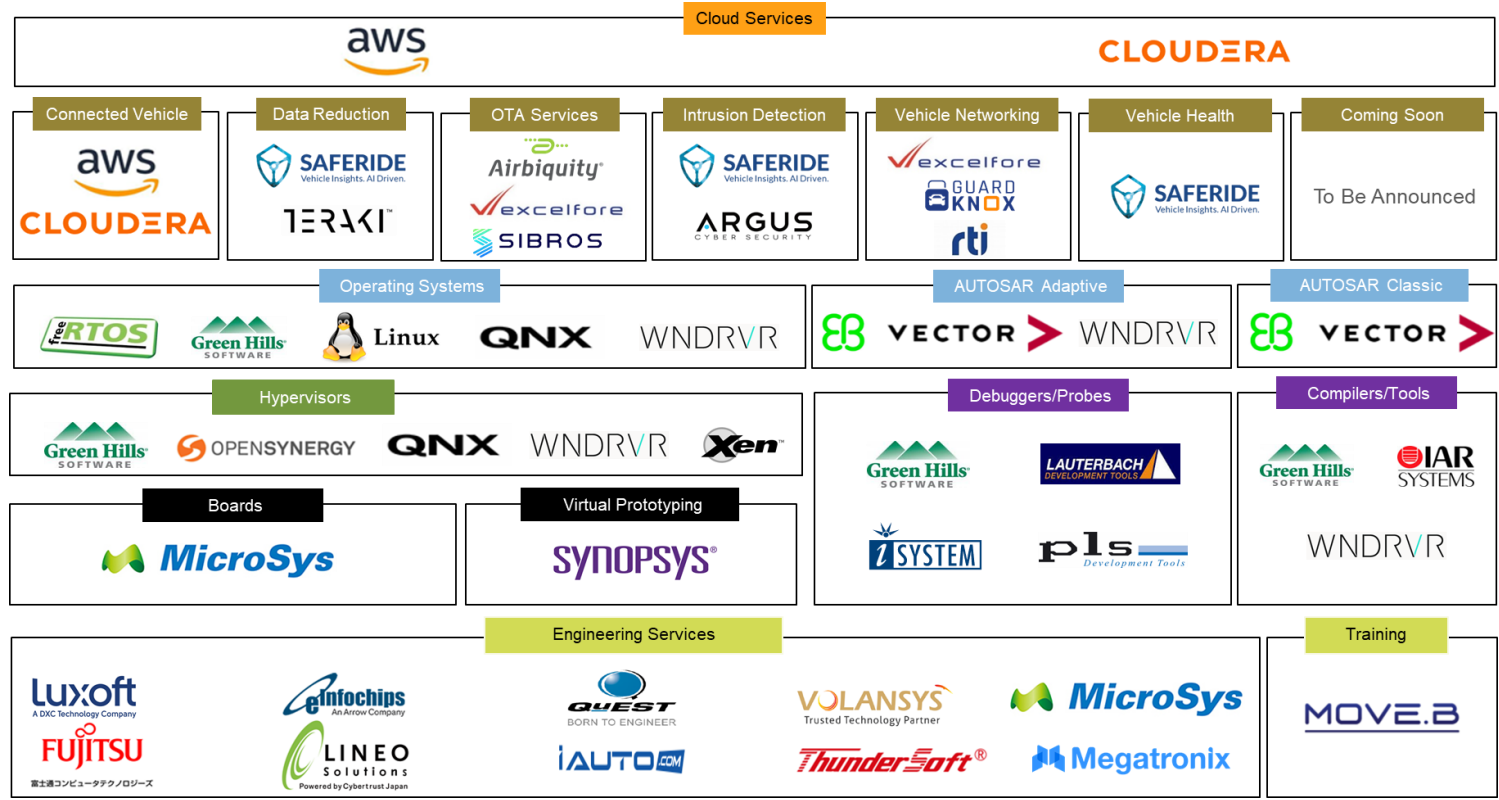 Cloud Services
aws
CLOUDERA
Connected Vehicle
aws
CLOUDERA
Data Reduction
SAFERIDE
Vehicle Insights. AI Driven.
TERAKI™
OTA Services
Airbiquity®
excelfore
SIBROS
Intrusion Detection
SAFERIDE
Vehicle Insights. AI Driven.
ARGUS
CYBER SECURITY
Vehicle Networking
excelfore
GUARD
KNOX
rti
Vehicle Health
SAFERIDE
Vehicle Insights. AI Driven.
Coming Soon
To Be Announced
Operating Systems
free RTOS
Green Hills®
SOFTWARE
Linux
QNX
WNDRVR
AUTOSAR Adaptive
EB
VECTOR
WNDRVR
AUTOSAR Classic
EB
VECTOR
Hypervisors
Green Hills®
SOFTWARE
OPENSYNERGY
QNX
WNDRVR
Xen™
Debuggers/Probes
Green Hills®
SOFTWARE
LAUTERBACH
DEVELOPMENT TOOLS
iSYSTEM
pls
Development Tools
Compilers/Tools
Green Hills®
SOFTWARE
IAR
SYSTEMS
WNDRVR
Boards
MicroSys
Virtual Prototyping
SYNOPSYS®
Engineering Services
Luxoft
A DXC Technology Company
eInfochips
An Arrow Company
QUEST
BORN TO ENGINEER
VOLANSYS
Trusted Technology Partner
MicroSys
FUJITSU
富士通コンピュータテクノロジーズ
LINEO
Solutions
Powered by Cybertrust Japan
iAUTO.COM
ThunderSoft®
Megatronix
Training
MOVE.B